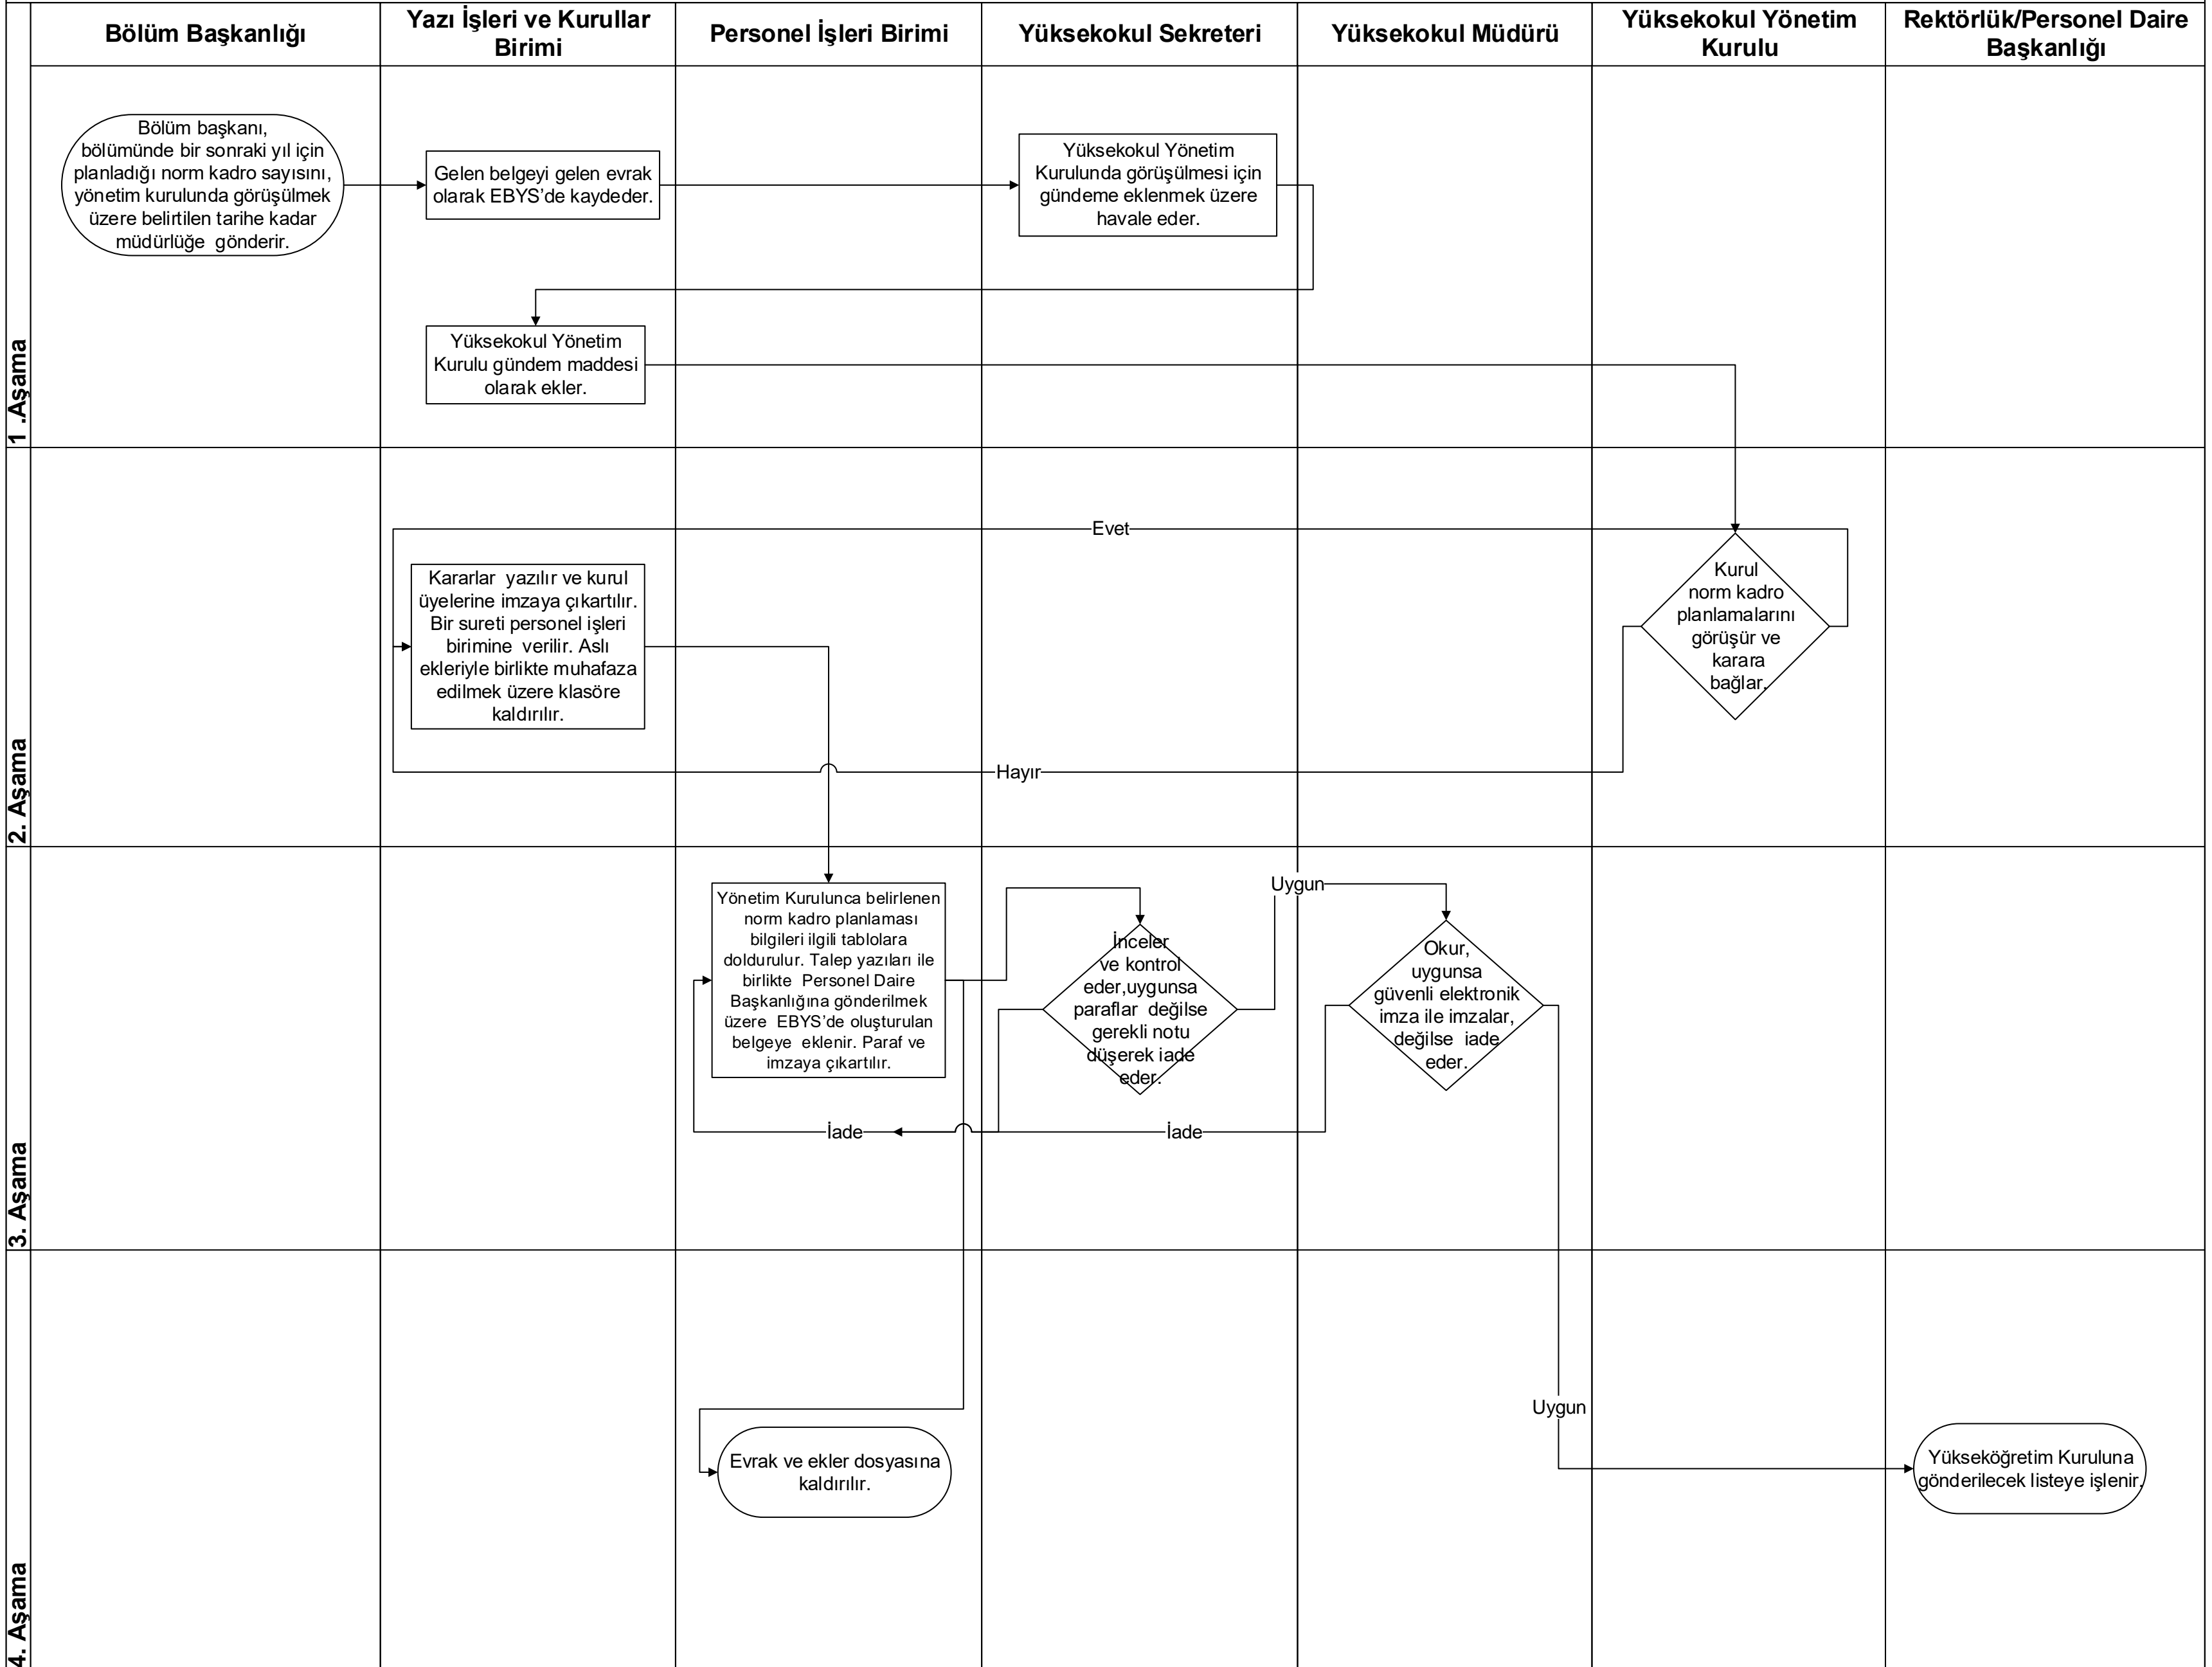 Bölüm Başkanlığı
Yazı İşleri ve Kurullar
Birimi
Personel İşleri Birimi
Yüksekokul Sekreteri
Yüksekokul Müdürü
Yüksekokul Yönetim
Kurulu
Rektörlük/Personel Daire
Başkanlığı
1 .Aşama
Bölüm başkanı,
bölümünde bir sonraki yıl için
planladığı norm kadro sayısını,
yönetim kurulunda görüşülmek
üzere belirtilen tarihe kadar
müdürlüğe gönderir.
Gelen belgeyi gelen evrak
olarak EBYS’de kaydeder.
Yüksekokul Yönetim
Kurulunda görüşülmesi için
gündeme eklenmek üzere
havale eder.
Yüksekokul Yönetim
Kurulu gündem maddesi
olarak ekler.
2. Aşama
Evet
Kararlar yazılır ve kurul
üyelerine imzaya çıkartılır.
Bir sureti personel işleri
birimine verilir. Aslı
ekleriyle birlikte muhafaza
edilmek üzere klasöre
kaldırılır.
Kurul
norm kadro
planlamalarını
görüşür ve
karara
bağlar.
Hayır
3. Aşama
Yönetim Kurulunca belirlenen
norm kadro planlaması
bilgileri ilgili tablolara
doldurulur. Talep yazıları ile
birlikte Personel Daire
Başkanlığına gönderilmek
üzere EBYS’de oluşturulan
belgeye eklenir. Paraf ve
imzaya çıkartılır.
İnceler
ve kontrol
eder,uygunsa
paraflar değilse
gerekli notu
düşerek iade
eder.
Uygun
Okur,
uygunsa
güvenli elektronik
imza ile imzalar,
değilse iade
eder.
İade
İade
4. Aşama
Uygun
Evrak ve ekler dosyasına
kaldırılır.
Yükseköğretim Kuruluna
gönderilecek listeye işlenir.